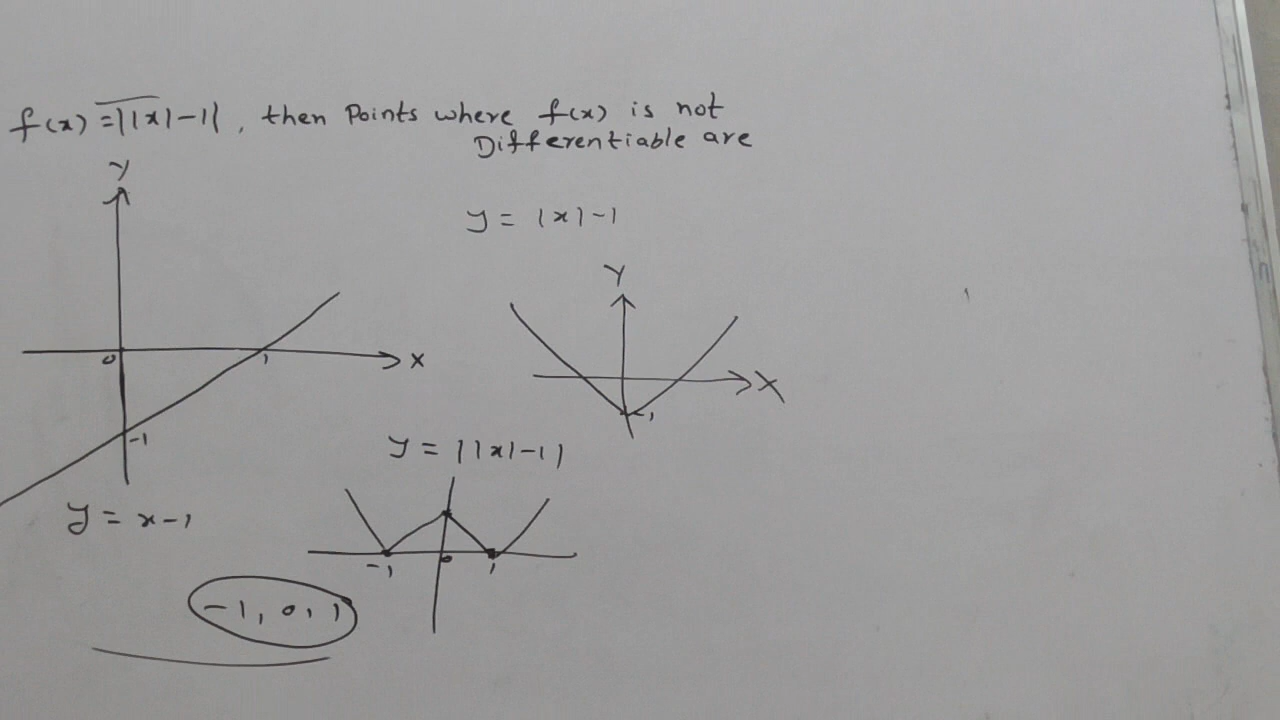 f(x) = ||x|-1|, then Points where f(x) is not
Differentiable are
Y
0
1
X
-1
y = x-1
y = |x|-1
Y
X
-1
y = ||x|-1|
-1
0
1
-1, 0, 1